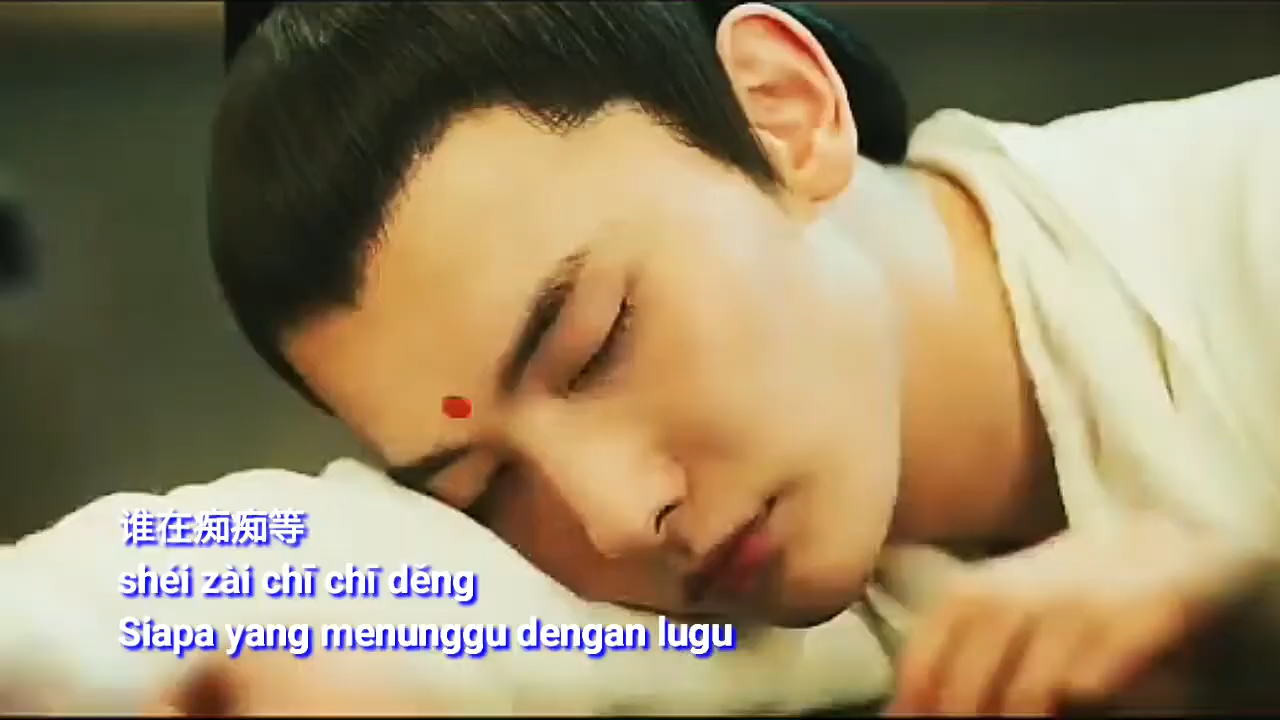 谁在痴痴等
shéi zài chī chī děng
Siapa yang menunggu dengan lugu